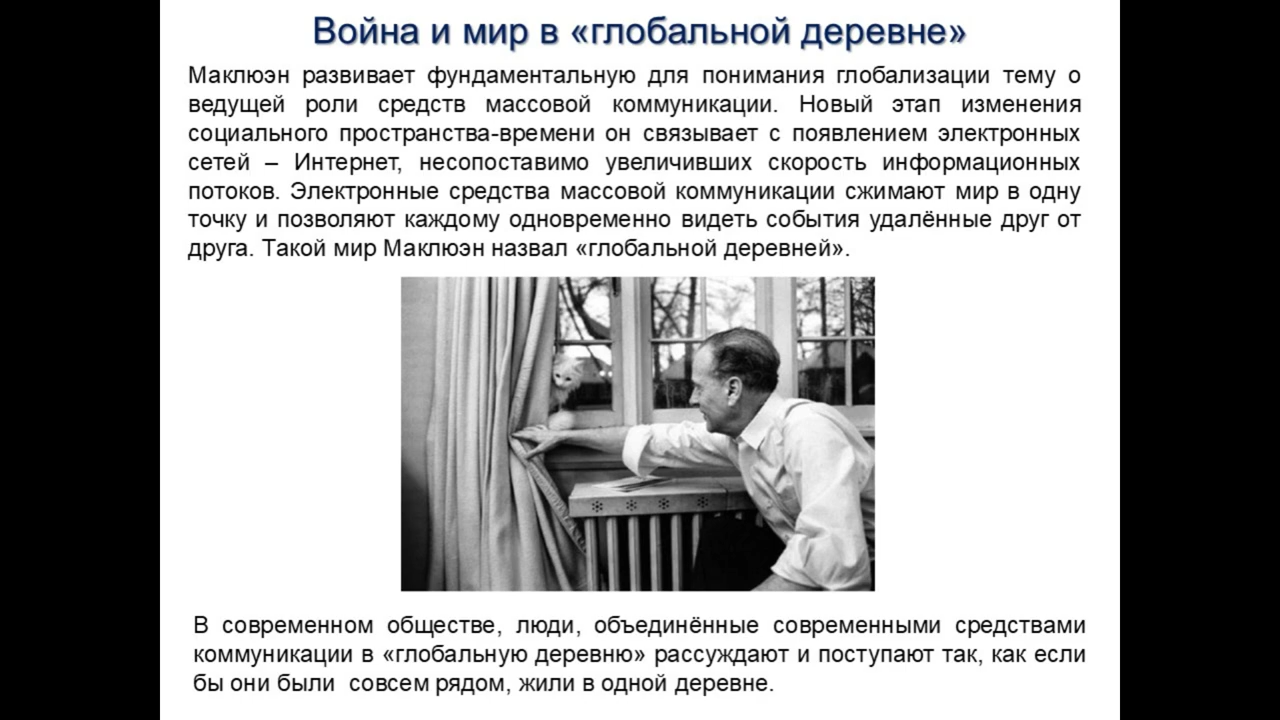 Война и мир в «глобальной деревне»
Маклюэн развивает фундаментальную для понимания глобализации тему о
ведущей роли средств массовой коммуникации. Новый этап изменения
социального пространства-времени он связывает с появлением электронных
сетей – Интернет, несопоставимо увеличивших скорость информационных
потоков. Электронные средства массовой коммуникации сжимают мир в одну
точку и позволяют каждому одновременно видеть события удалённые друг от
друга. Такой мир Маклюэн назвал «глобальной деревней».
В современном обществе, люди, объединённые современными средствами
коммуникации в «глобальную деревню» рассуждают и поступают так, как если
бы они были совсем рядом, жили в одной деревне.